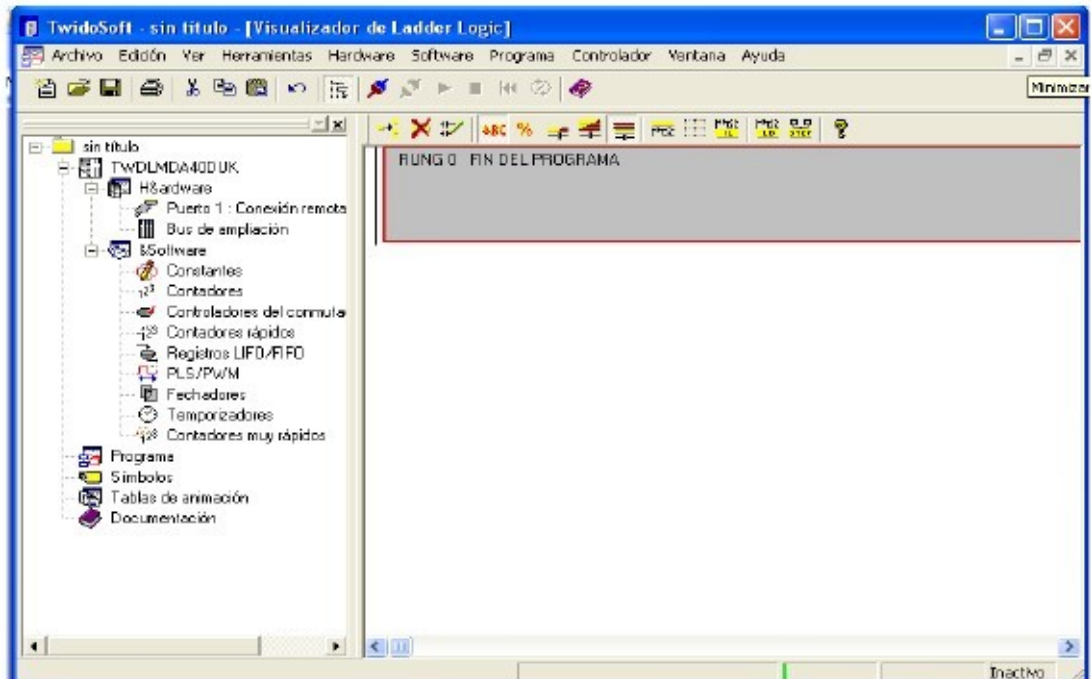 TwidoSoft - sin título - [Visualizador de Ladder Logic]
Archivo Edición Ver Herramientas Hardware Software Programa Controlador Ventana Ayuda
Minimizar
sin título
TWDLMDA40DUK
H&ardware
Puerto 1 : Conexión remota
Bus de ampliación
&Software
Constantes
Contadores
Controladores del conmuta
Contadores rápidos
Registros LIFO/FIFO
PLS/PWM
Fechadores
Temporizadores
Contadores muy rápidos
Programa
Símbolos
Tablas de animación
Documentación
ABC %
RUNG 0 FIN DEL PROGRAMA
Inactivo